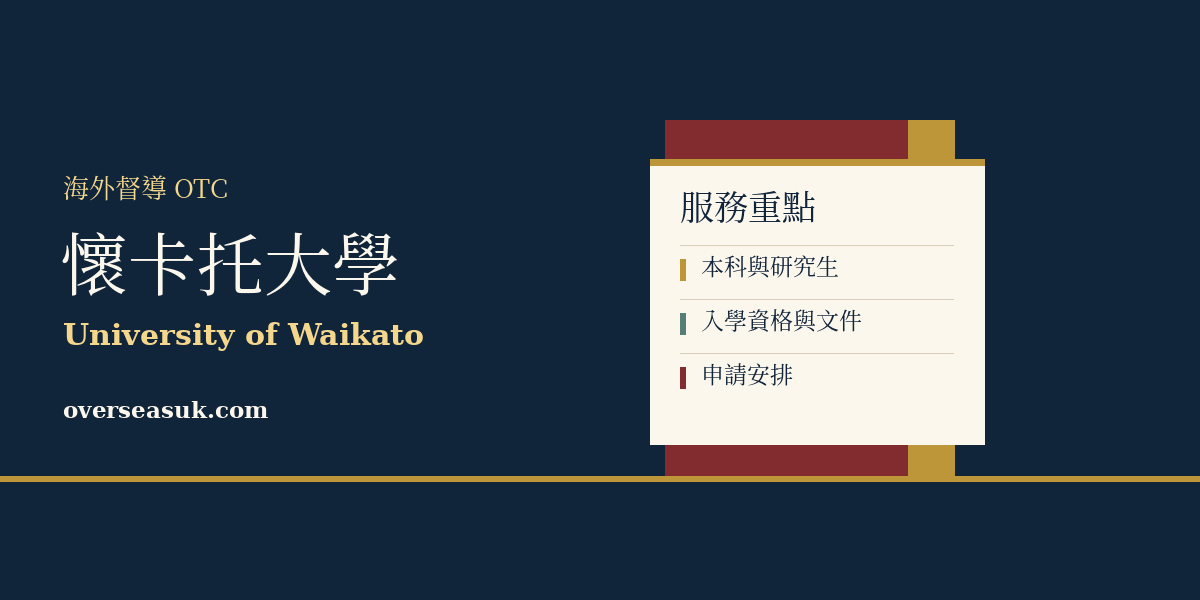 海外督導 OTC
懷卡托大學
University of Waikato
overseasuk.com
服務重點
本科與研究生
入學資格與文件
申請安排